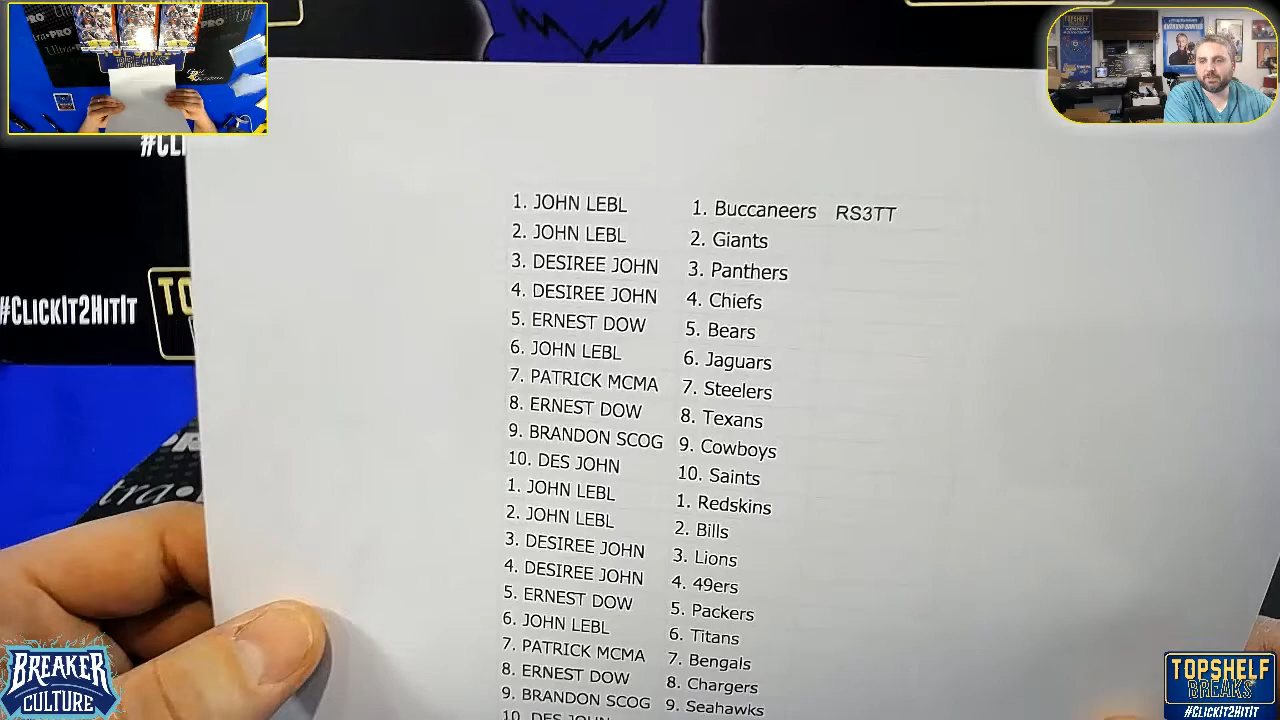 1. JOHN LEBL 1. Buccaneers RS3TT
2. JOHN LEBL 2. Giants
3. DESIREE JOHN 3. Panthers
4. DESIREE JOHN 4. Chiefs
5. ERNEST DOW 5. Bears
6. JOHN LEBL 6. Jaguars
7. PATRICK MCMA 7. Steelers
8. ERNEST DOW 8. Texans
9. BRANDON SCOG 9. Cowboys
10. DES JOHN 10. Saints
1. JOHN LEBL 1. Redskins
2. JOHN LEBL 2. Bills
3. DESIREE JOHN 3. Lions
4. DESIREE JOHN 4. 49ers
5. ERNEST DOW 5. Packers
6. JOHN LEBL 6. Titans
7. PATRICK MCMA 7. Bengals
8. ERNEST DOW 8. Chargers
9. BRANDON SCOG 9. Seahawks
10. DES JOHN
#CLICKIT2HITIT
TOPSHELF
BREAKS
BREAKER
CULTURE
TOPSHELF
BREAKS
#CLICKIT2HITIT